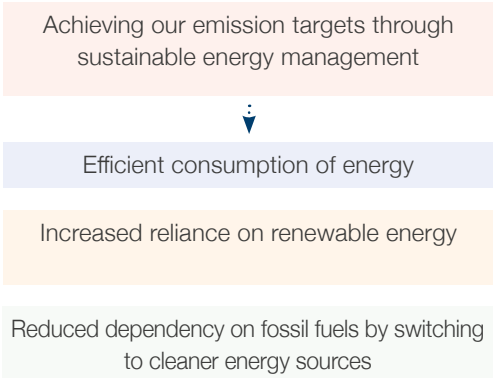 Achieving our emission targets through
sustainable energy management
Efficient consumption of energy
Increased reliance on renewable energy
Reduced dependency on fossil fuels by switching
to cleaner energy sources